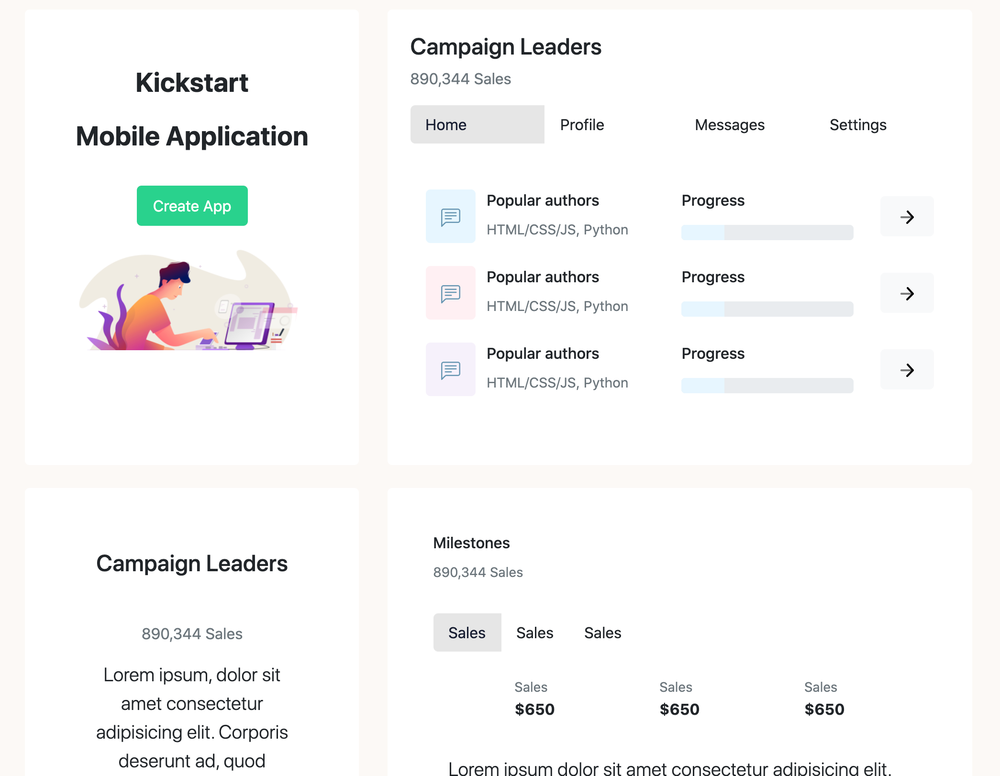 Kickstart
Mobile Application
Create App
Campaign Leaders
890,344 Sales
Home Profile Messages Settings
Popular authors Progress
HTML/CSS/JS, Python
Popular authors Progress
HTML/CSS/JS, Python
Popular authors Progress
HTML/CSS/JS, Python
Campaign Leaders
890,344 Sales
Lorem ipsum, dolor sit
amet consectetur
adipisicing elit. Corporis
deserunt ad, quod
Milestones
890,344 Sales
Sales Sales Sales
Sales Sales Sales
$650 $650 $650
Lorem ipsum dolor sit amet consectetur adipisicing elit.